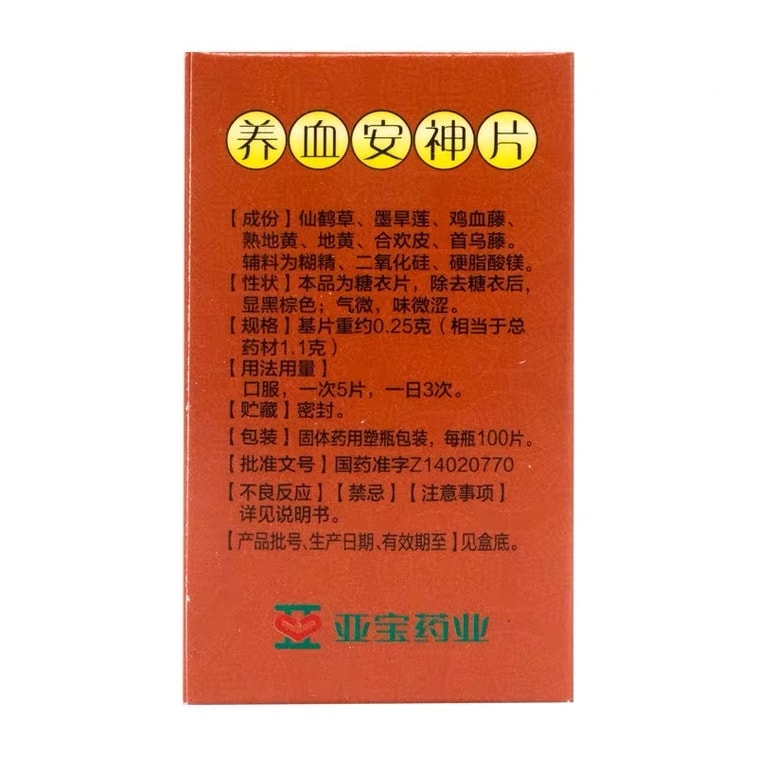 养血安神片
【成份】仙鹤草、墨旱莲、鸡血藤、
熟地黄、地黄、合欢皮、首乌藤。
辅料为糊精、二氧化硅、硬脂酸镁。
【性状】本品为糖衣片,除去糖衣后,
显黑棕色;气微,味微涩。
【规格】基片重约0.25克(相当于总
药材1.1克)
【用法用量】
口服,一次5片,一日3次。
【贮藏】密封。
【包装】固体药用塑瓶包装,每瓶100片。
【批准文号】国药准字Z14020770
【不良反应】【禁忌】【注意事项】
详见说明书。
【产品批号、生产日期、有效期至】见盒底。
亚宝药业